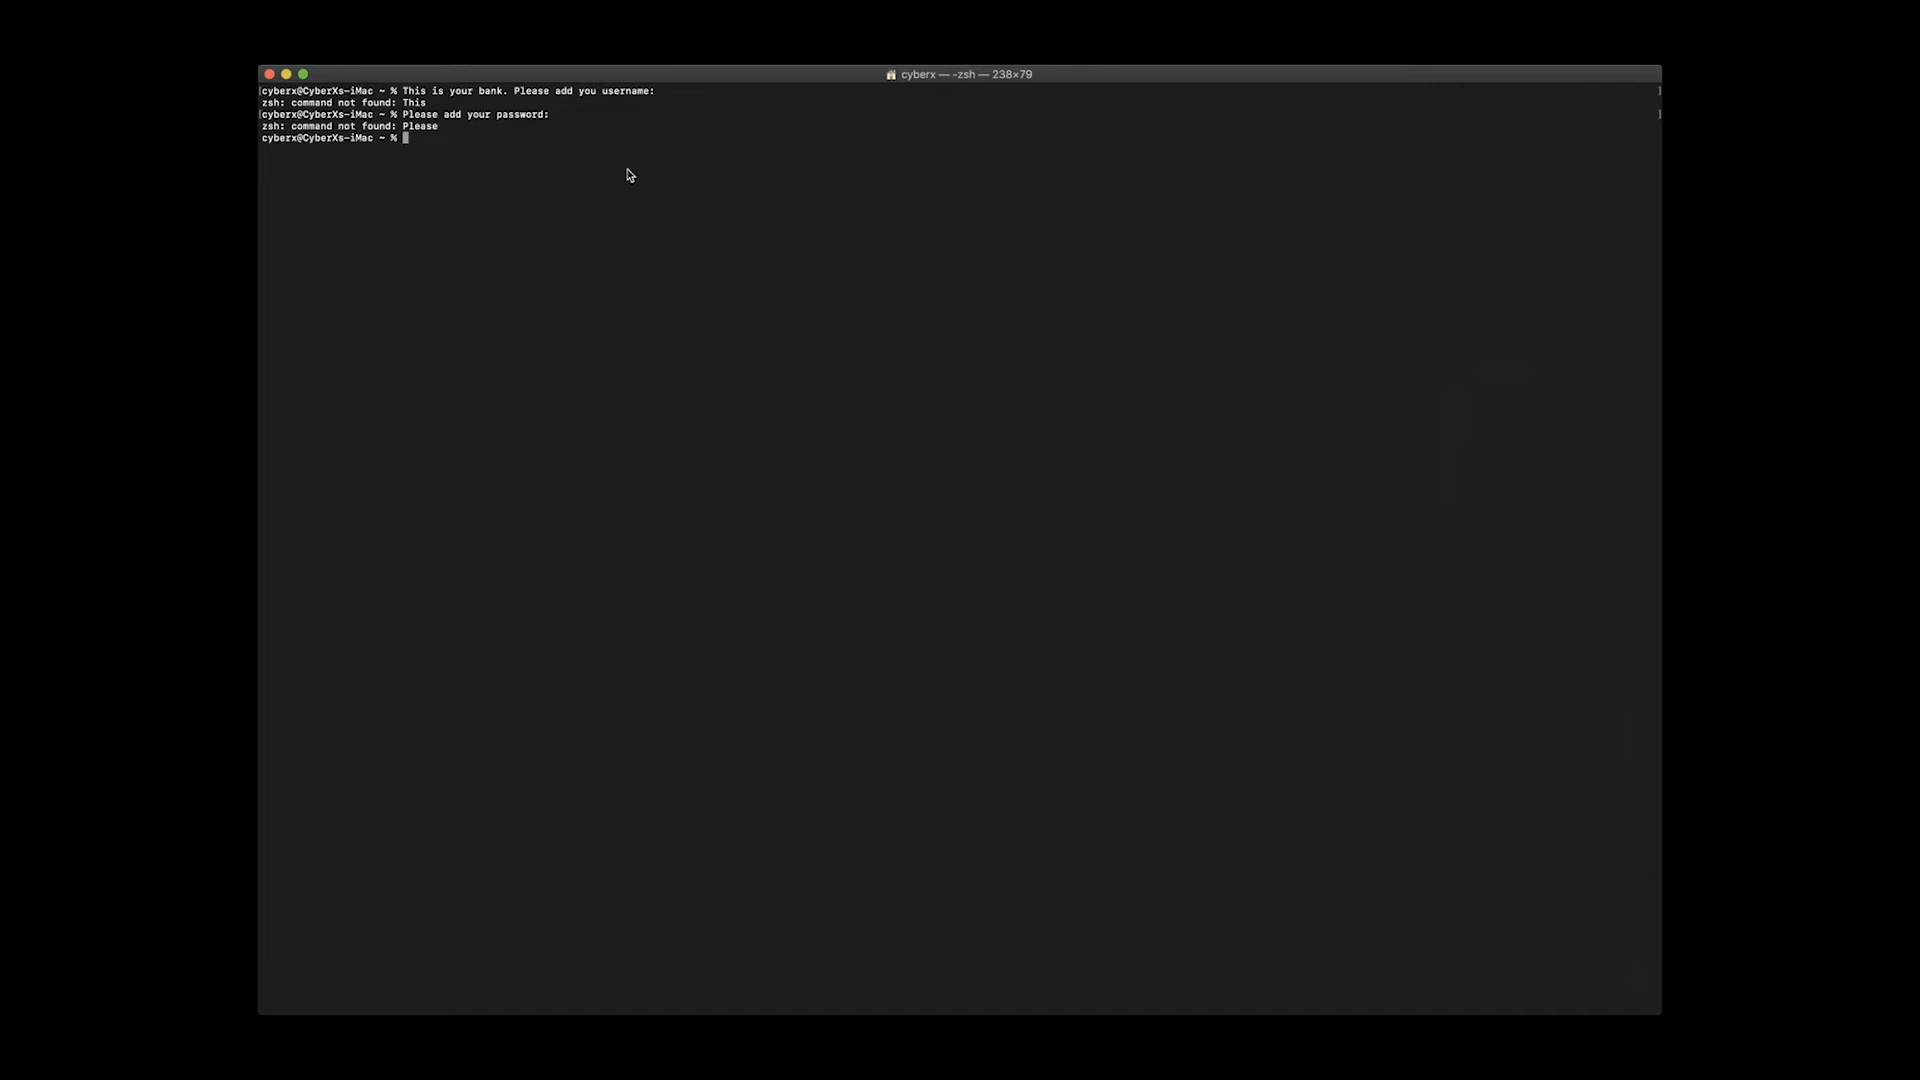 cyberx — -zsh — 238×79
[cyberx@CyberXs-iMac ~ % This is your bank. Please add you username: ]
zsh: command not found: This
[cyberx@CyberXs-iMac ~ % Please add your password: ]
zsh: command not found: Please
cyberx@CyberXs-iMac ~ %